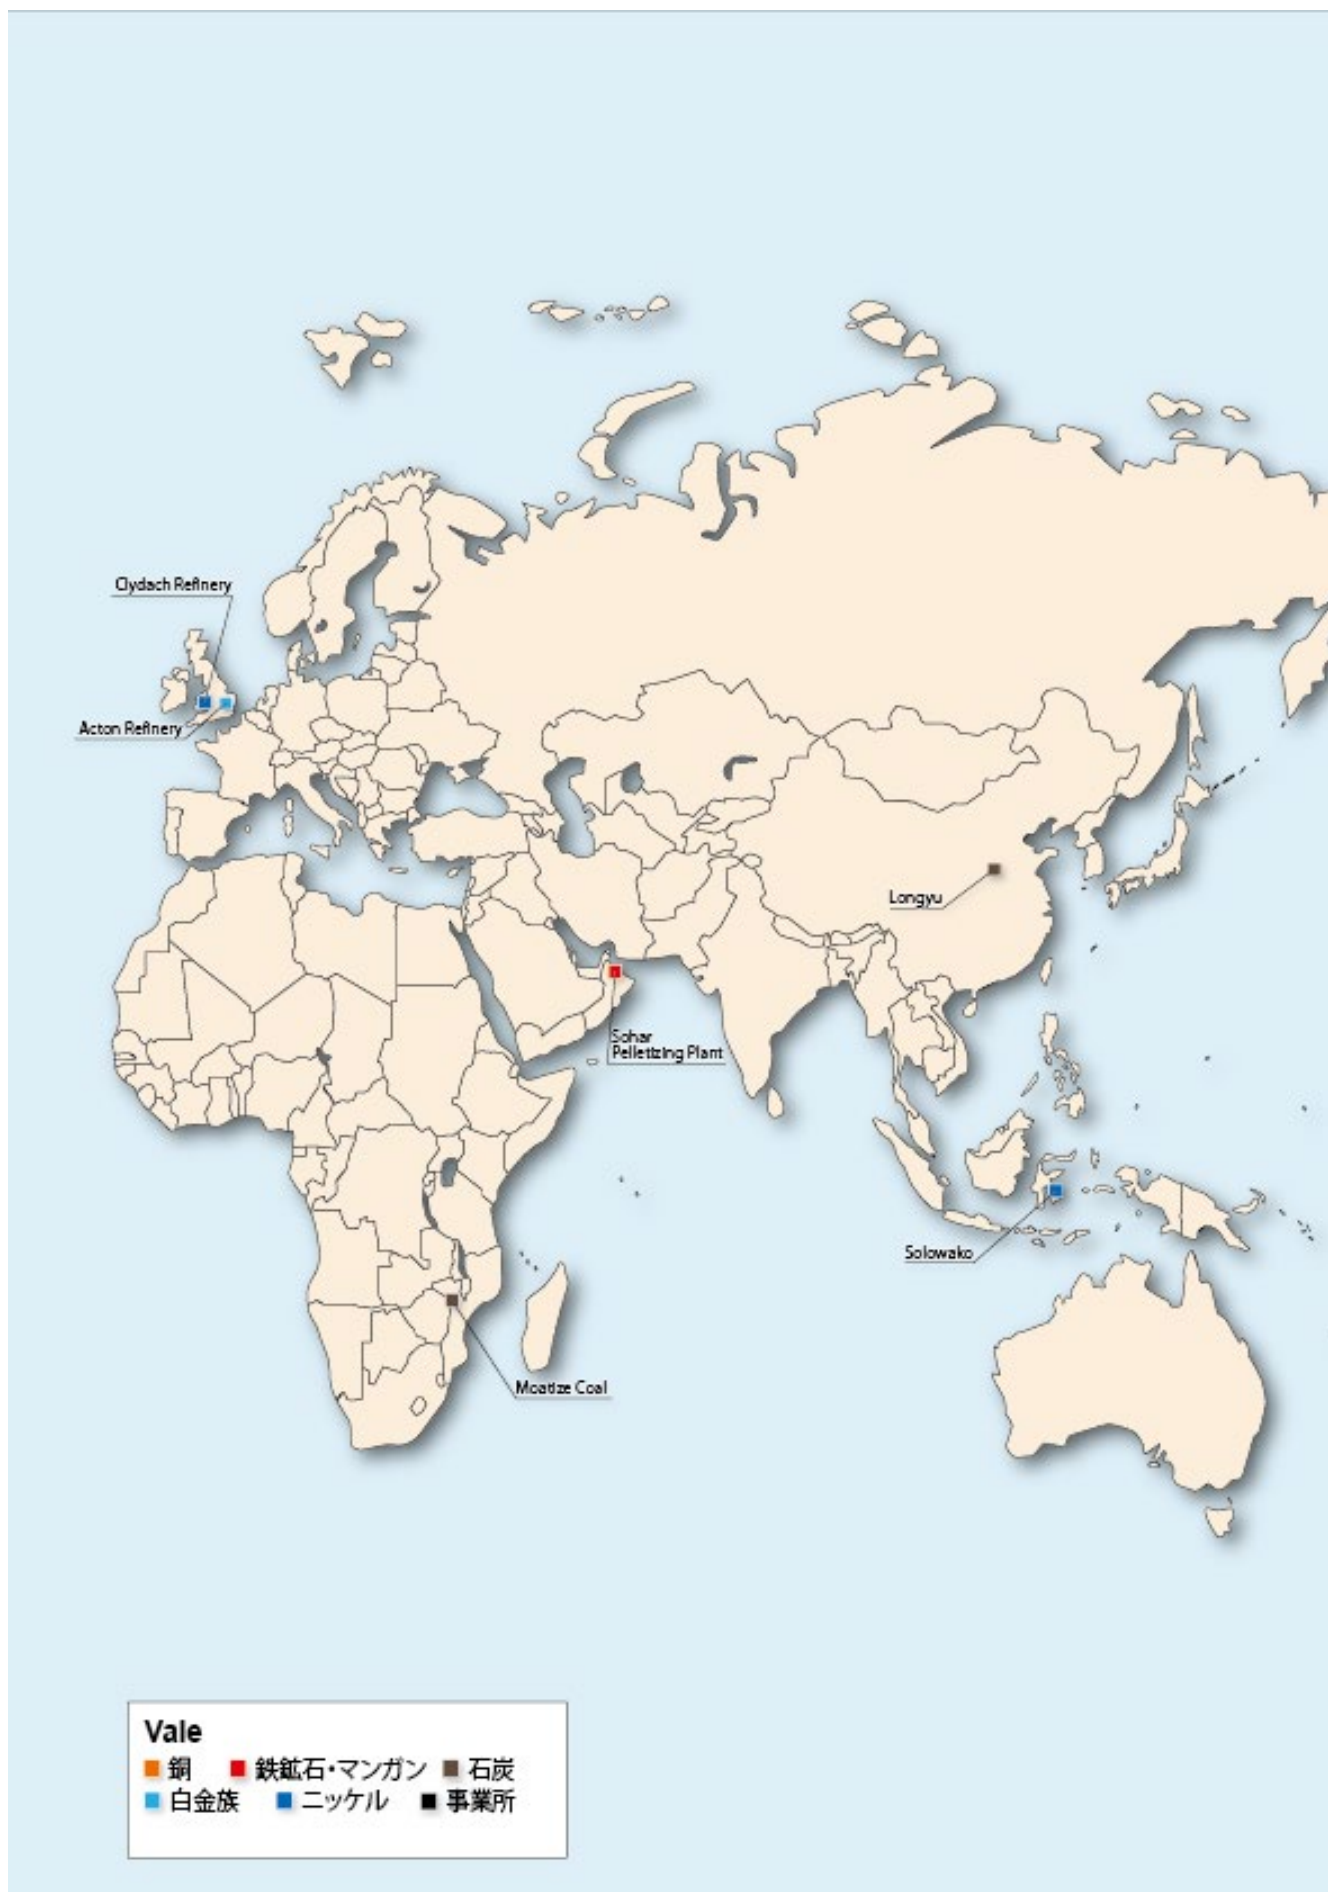 Clydach Refinery
Acton Refinery
Longyu
Sohar
Pelletizing Plant
Solowako
Moatize Coal
Vale
銅 鉄鉱石・マンガン 石炭
白金族 ニッケル 事業所